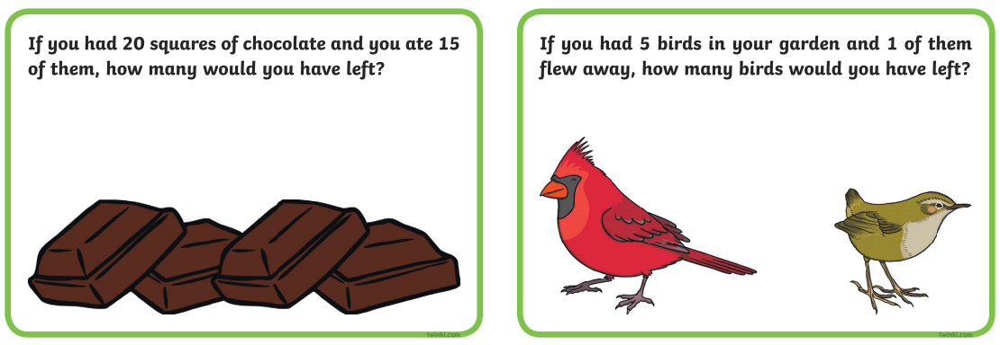 If you had 20 squares of chocolate and you ate 15
of them, how many would you have left?
twinkl.com
If you had 5 birds in your garden and 1 of them
flew away, how many birds would you have left?
twinkl.com